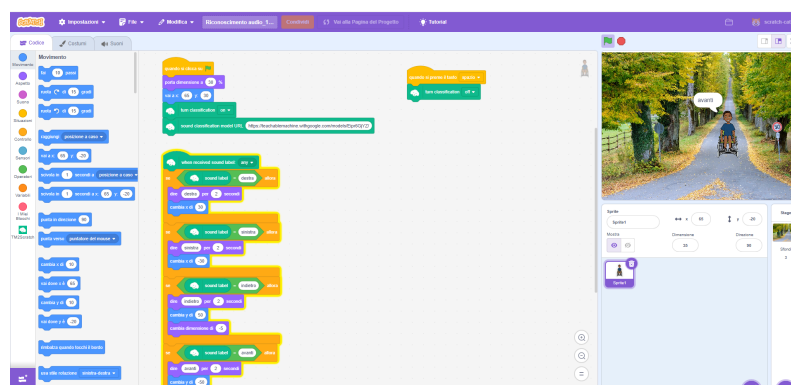 SCRATCH
Impostazioni
File
Modifica
Riconoscimento audio_1...
Condividi
Vai alla Pagina del Progetto
Tutorial
scratch-cat
Codice
Costumi
Suoni
Movimento
Aspetto
Suono
Situazioni
Controllo
Sensori
Operatori
Variabili
I Miei
Blocchi
TM2Scratch
Movimento
fai 10 passi
ruota di 15 gradi
ruota di 15 gradi
raggiungi posizione a caso
vai a x: 65 y: -20
scivola in 1 secondi a posizione a caso
scivola in 1 secondi a x: 65 y: -20
punta in direzione 90
punta verso puntatore del mouse
cambia x di 10
vai dove x è 65
cambia y di 10
vai dove y è -20
rimbalza quando tocchi il bordo
usa stile rotazione sinistra-destra
quando si clicca su
porta dimensione a 30 %
vai a x: 65 y: 30
turn classification on
sound classification model URL
when received sound label: any
se sound label = destra allora
dire destra per 2 secondi
cambia x di 30
se sound label = sinistra allora
dire sinistra per 2 secondi
cambia x di -30
se sound label = indietro allora
dire indietro per 2 secondi
cambia y di 50
cambia dimensione di -5
se sound label = avanti allora
dire avanti per 2 secondi
cambia y di -50
quando si preme il tasto spazio
turn classification off
avanti
Sprite
Sprite1
x 65
y -20
Mostra
Dimensione
Direzione
Sprite1
Stage
Sfondi